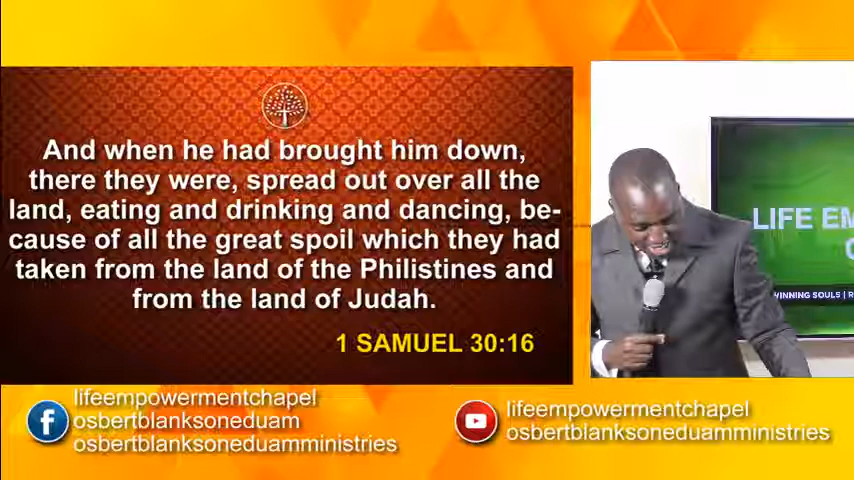 And when he had brought him down,
there they were, spread out over all the
land, eating and drinking and dancing, be-
cause of all the great spoil which they had
taken from the land of the Philistines and
from the land of Judah.
1 SAMUEL 30:16
LIFE EM
WINNING SOULS | R
lifeempowermentchapel
osbertblanksoneduam
osbertblanksoneduamministries
lifeempowermentchapel
osbertblanksoneduamministries